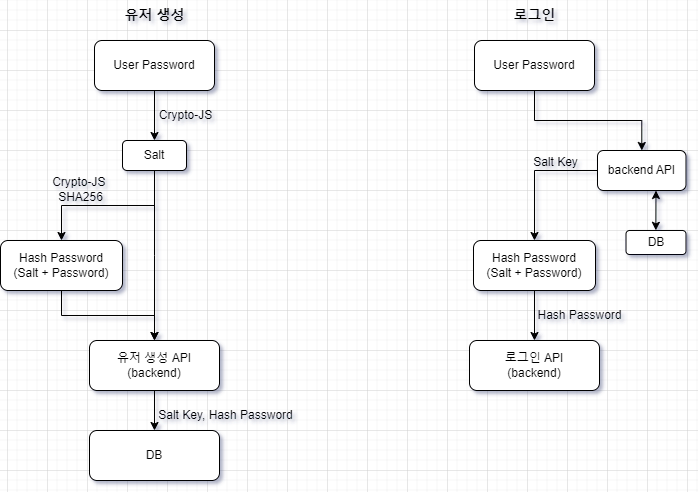 유저 생성
User Password
Crypto-JS
Salt
Crypto-JS
SHA256
Hash Password
(Salt + Password)
유저 생성 API
(backend)
Salt Key, Hash Password
DB
로그인
User Password
backend API
Salt Key
DB
Hash Password
(Salt + Password)
Hash Password
로그인 API
(backend)